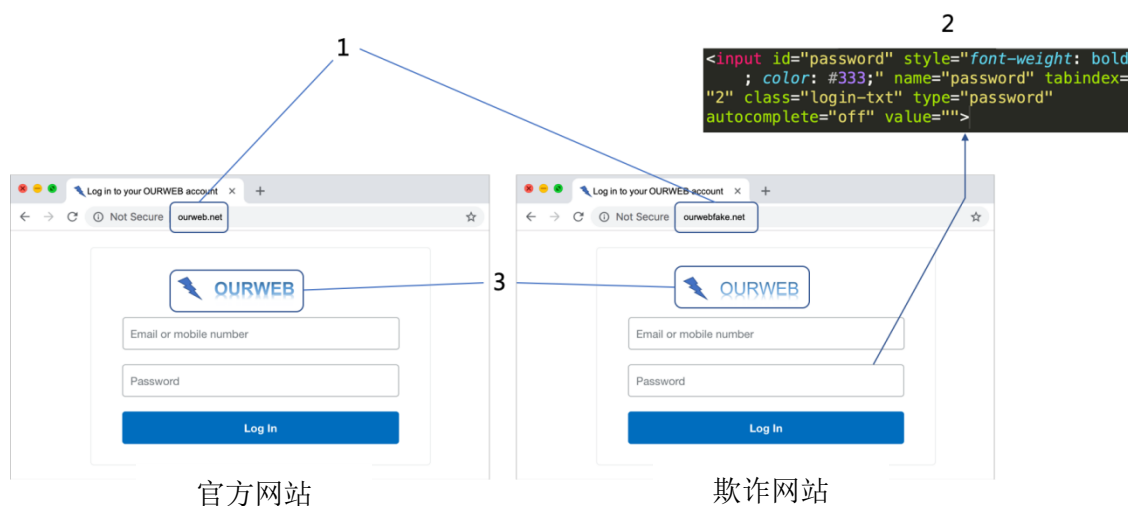 1
2
<input id="password" style="font-weight: bold
; color: #333;" name="password" tabindex=
"2" class="login-txt" type="password"
autocomplete="off" value="">
Log in to your OURWEB account × +
Not Secure ourweb.net
OURWEB
Email or mobile number
Password
Log In
官方网站
3
Log in to your OURWEB account × +
Not Secure ourwebfake.net
OURWEB
Email or mobile number
Password
Log In
欺诈网站